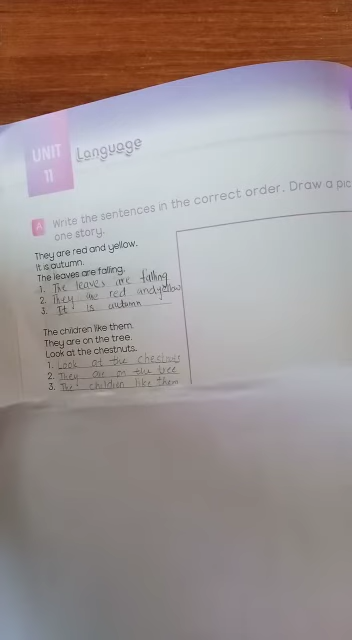 UNIT 11
Language
A Write the sentences in the correct order. Draw a pic
one story.
They are red and yellow.
It is autumn.
The leaves are falling.
1. The leaves are falling
2. They are red and yellow
3. It is autumn
The children like them.
They are on the tree.
Look at the chestnuts.
1. Look at the chestnuts
2. They are on the tree
3. The children like them